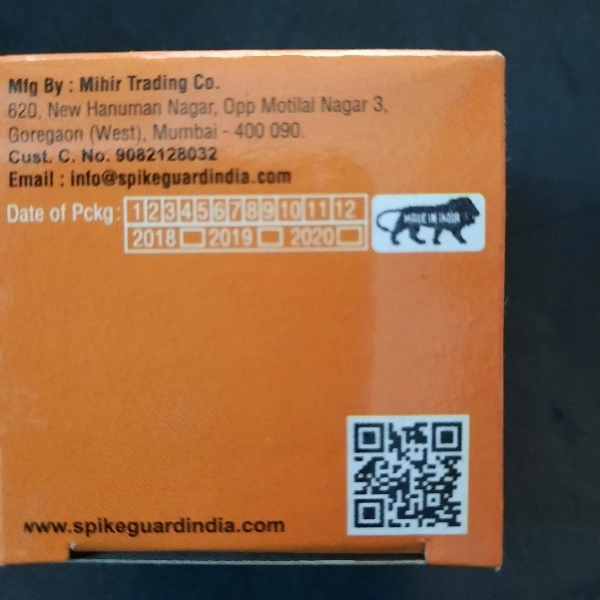 Mfg By : Mihir Trading Co.
620, New Hanuman Nagar, Opp Motilal Nagar 3,
Goregaon (West), Mumbai - 400 090.
Cust. C. No. 9082128032
Email : info@spikeguardindia.com
Date of Pckg: 1 2 3 4 5 6 7 8 9 10 11 12
2018 2019 2020
MAKE IN INDIA
www.spikeguardindia.com